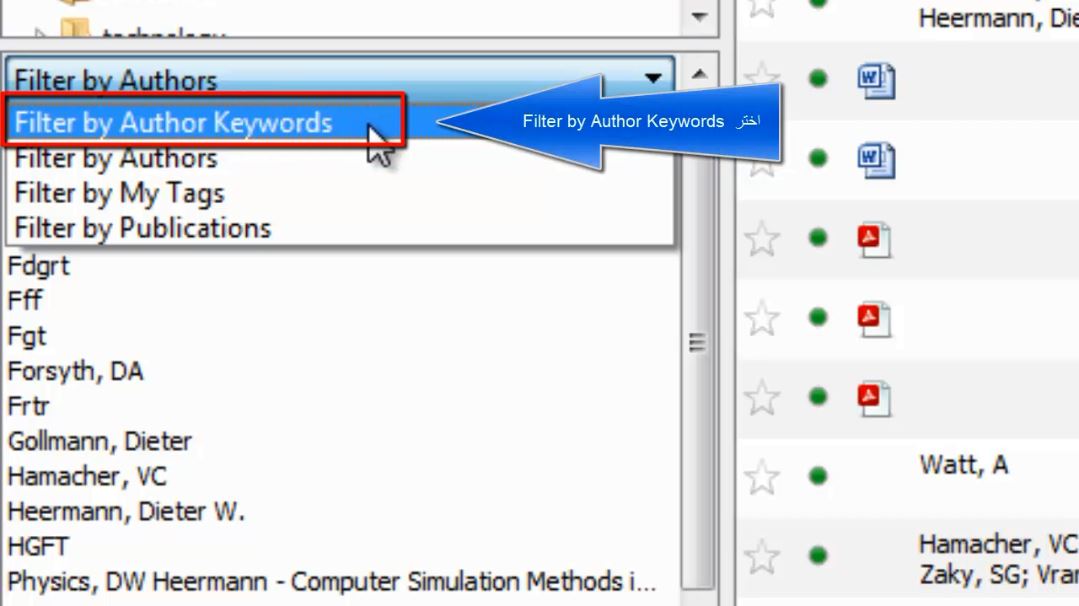 technology
Filter by Authors
Filter by Author Keywords
Filter by Authors
Filter by My Tags
Filter by Publications
Fdgrt
Fff
Fgt
Forsyth, DA
Frtr
Gollmann, Dieter
Hamacher, VC
Heermann, Dieter W.
HGFT
Physics, DW Heermann - Computer Simulation Methods i...
اختر Filter by Author Keywords
Heermann, Die
Watt, A
Hamacher, VC
Zaky, SG; Vran